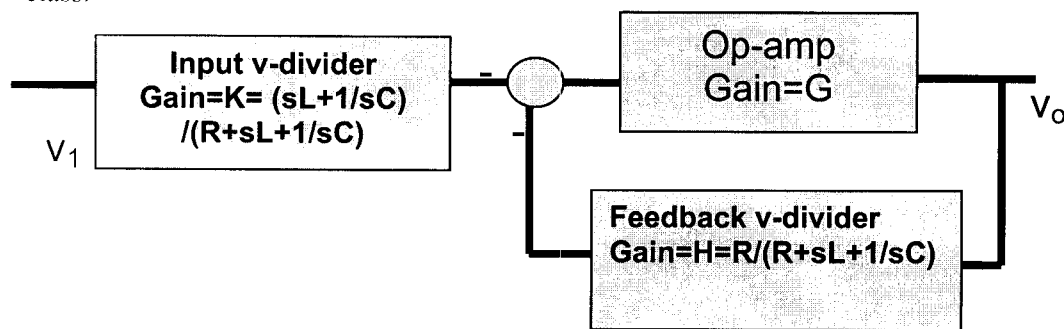 Input v-divider
Gain=K= (sL+1/sC)
/(R+sL+1/sC)
V₁
-
-
Op-amp
Gain=G
Vₒ
Feedback v-divider
Gain=H=R/(R+sL+1/sC)